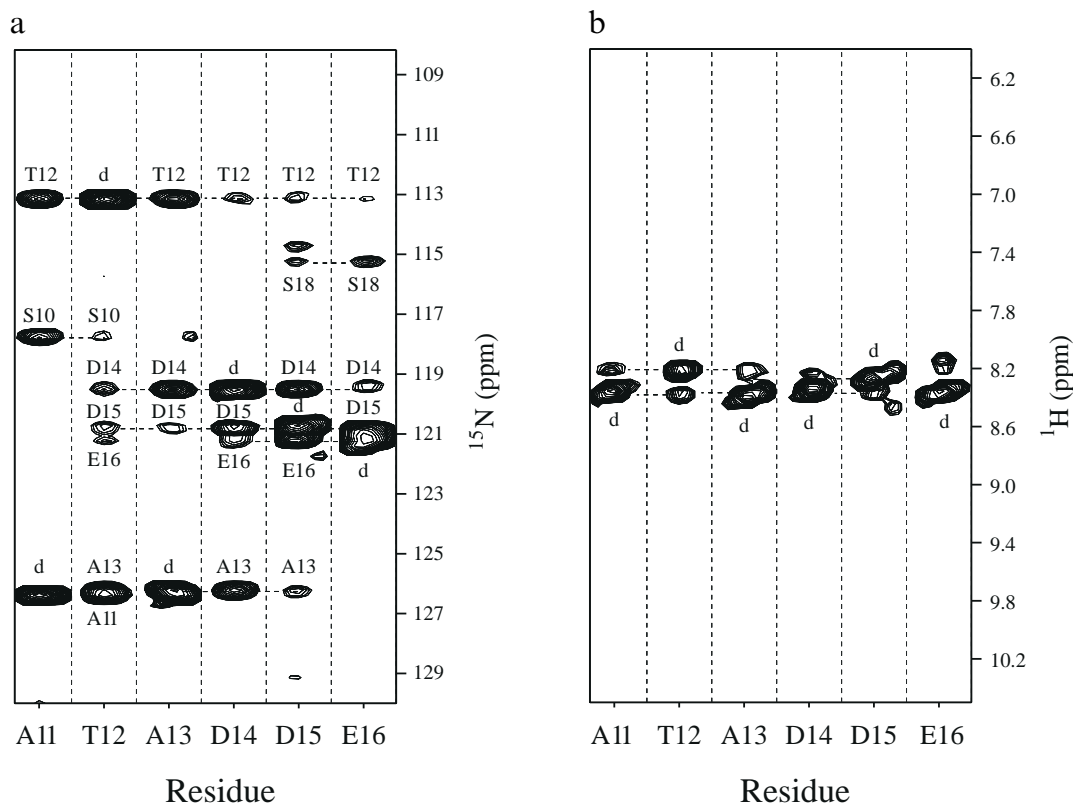 a
b
109
111
T12 d T12 T12 T12 T12
113
115
S18 S18
S10 S10
117
D14 D14 d D14 D14
119
D15 D15 D15 d D15
121
E16 E16 E16 d
123
d A13 d A13 A13
125
A11
127
129
15N (ppm)
A11 T12 A13 D14 D15 E16
Residue
6.2
6.6
7.0
7.4
7.8
d d
8.2
d d d d
8.6
9.0
9.4
9.8
10.2
1H (ppm)
A11 T12 A13 D14 D15 E16
Residue